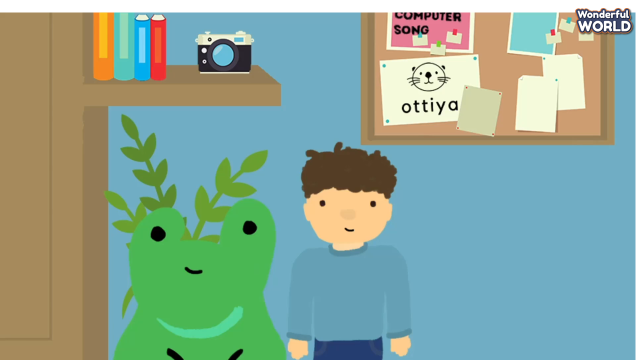 Wonderful
WORLD
COMPUTER
SONG
ottiya